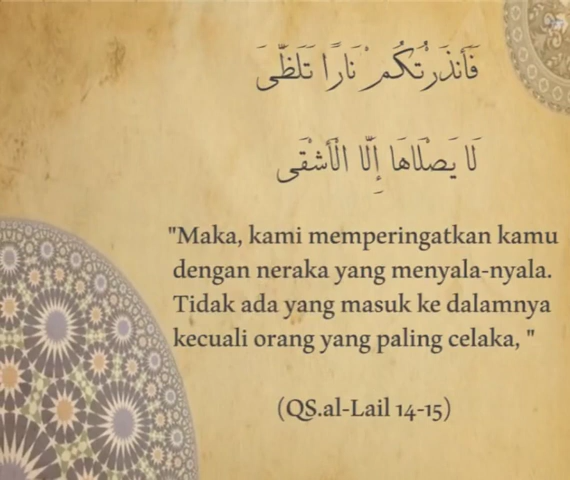 فَأَنذَرْتُكُمْ نَارًا تَلَظَّى
لَا يَصْلَاهَا إِلَّا الْأَشْقَى
"Maka, kami memperingatkan kamu
dengan neraka yang menyala-nyala.
Tidak ada yang masuk ke dalamnya
kecuali orang yang paling celaka, "
(QS.al-Lail 14-15)